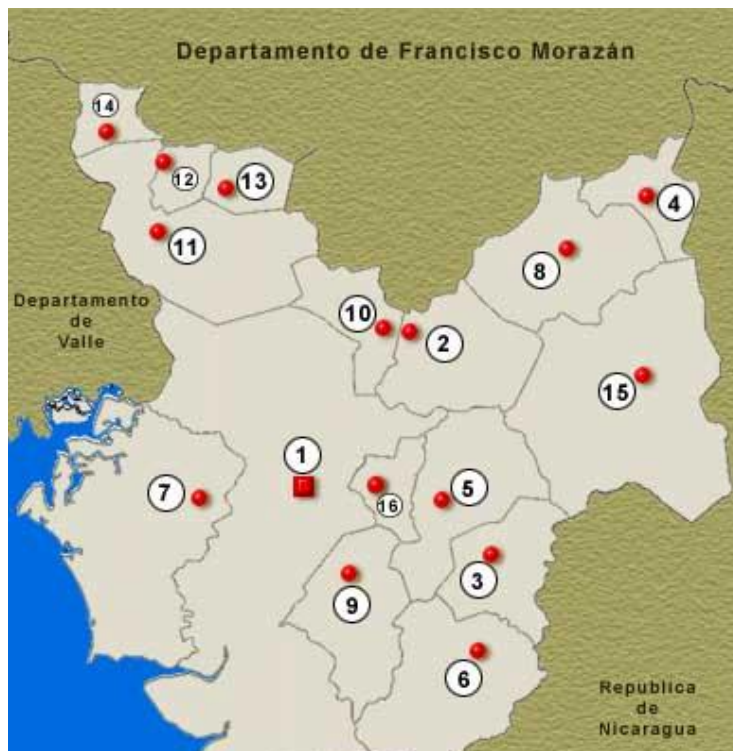 Departamento de Francisco Morazán
14
12
13
4
11
8
Departamento
de
Valle
10
2
15
1
7
5
16
3
9
6
Republica
de
Nicaragua